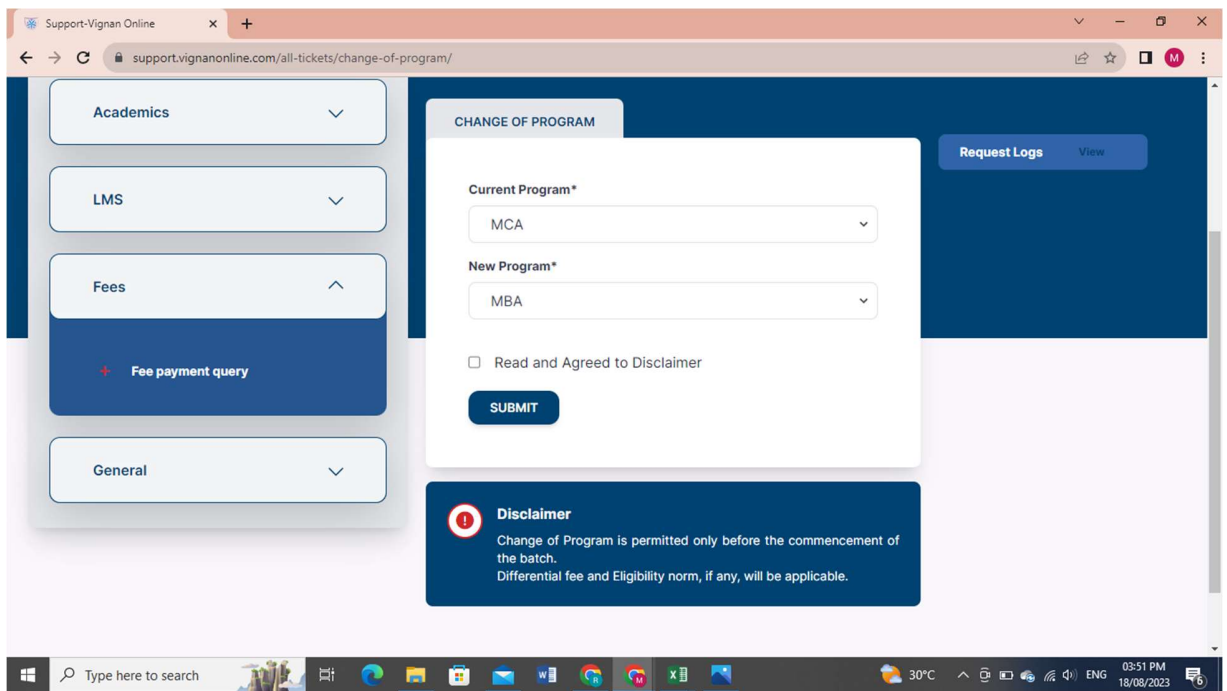 Support-Vignan Online
support.vignanonline.com/all-tickets/change-of-program/
M
Academics
LMS
Fees
Fee payment query
General
CHANGE OF PROGRAM
Current Program*
MCA
New Program*
MBA
Read and Agreed to Disclaimer
SUBMIT
Disclaimer
Change of Program is permitted only before the commencement of
the batch.
Differential fee and Eligibility norm, if any, will be applicable.
Request Logs View
Type here to search
30°C
ENG
03:51 PM
18/08/2023
6